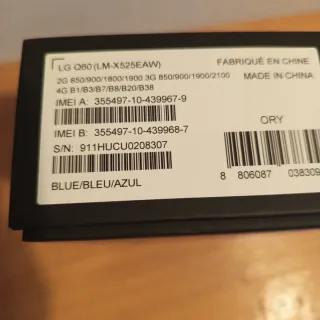 LG Q60 (LM-X525EAW)
FABRIQUÉ EN CHINE
2G 850/900/1800/1900 3G 850/900/1900/2100
MADE IN CHINA
4G B1/B3/B7/B8/B20/B38
IMEI A: 355497-10-439967-9
ORY
IMEI B: 355497-10-439968-7
S/N: 911HUCU0208307
8 806087 038309
BLUE/BLEU/AZUL